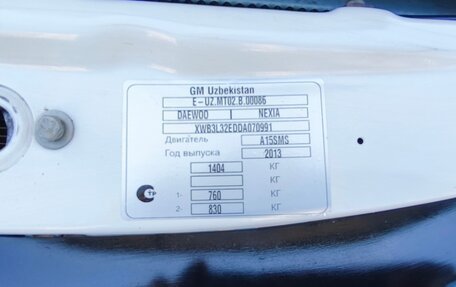 GM Uzbekistan
E-UZ.MT02.B.00086
DAEWOO NEXIA
XWB3L32EDDA070991
Двигатель A15SMS
Год выпуска 2013
1404 КГ
КГ
1- 760 КГ
2- 830 КГ